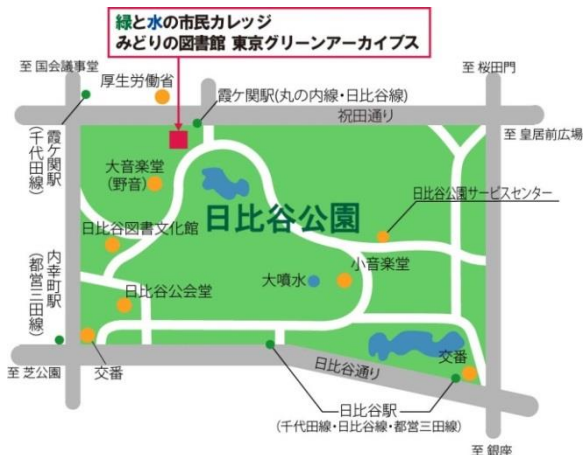 緑と水の市民カレッジ
みどりの図書館 東京グリーンアーカイブス
至 国会議事堂
厚生労働省
霞ケ関駅(丸の内線・日比谷線)
至 桜田門
祝田通り
至 皇居前広場
霞ケ関駅
(千代田線)
大音楽堂
(野音)
日比谷公園
日比谷公園サービスセンター
日比谷図書文化館
内幸町駅
(都営三田線)
大噴水
小音楽堂
日比谷公会堂
至 芝公園
交番
日比谷通り
交番
日比谷駅
(千代田線・日比谷線・都営三田線)
至 銀座